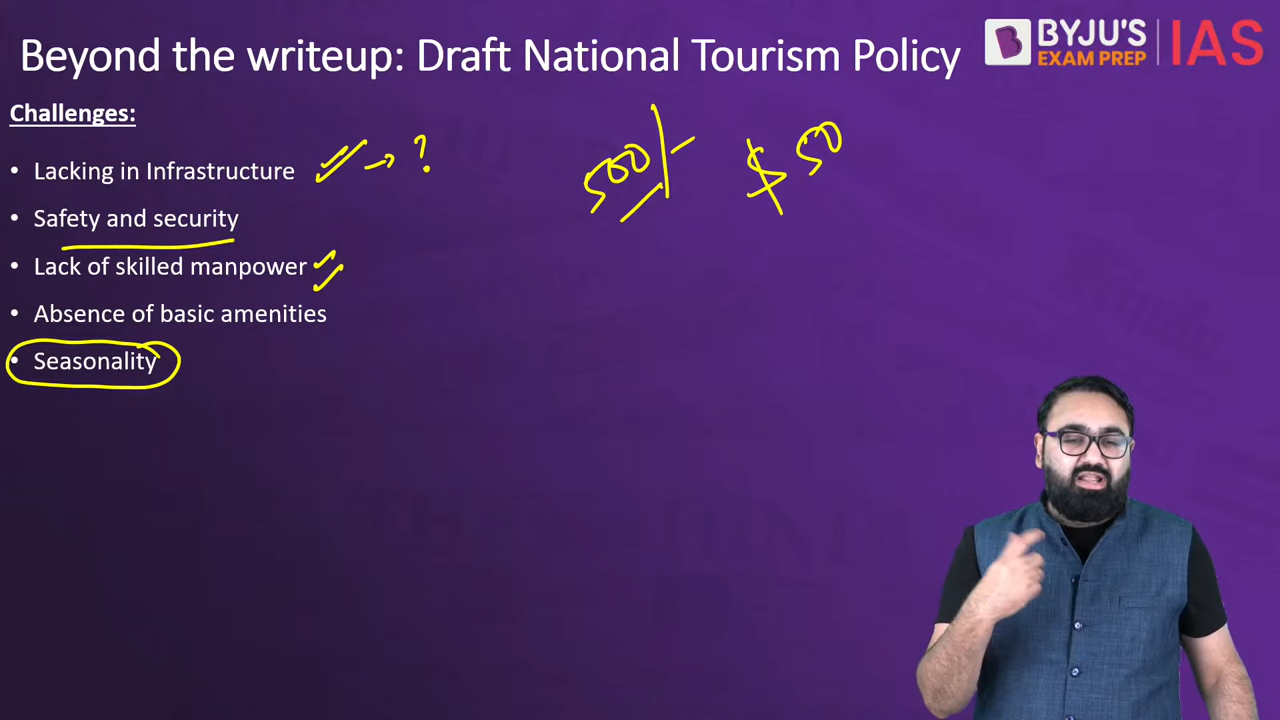 Beyond the writeup: Draft National Tourism Policy
BYJU'S
EXAM PREP
IAS
Challenges:
• Lacking in Infrastructure → ?
500/- $50
• Safety and security
• Lack of skilled manpower
• Absence of basic amenities
• Seasonality